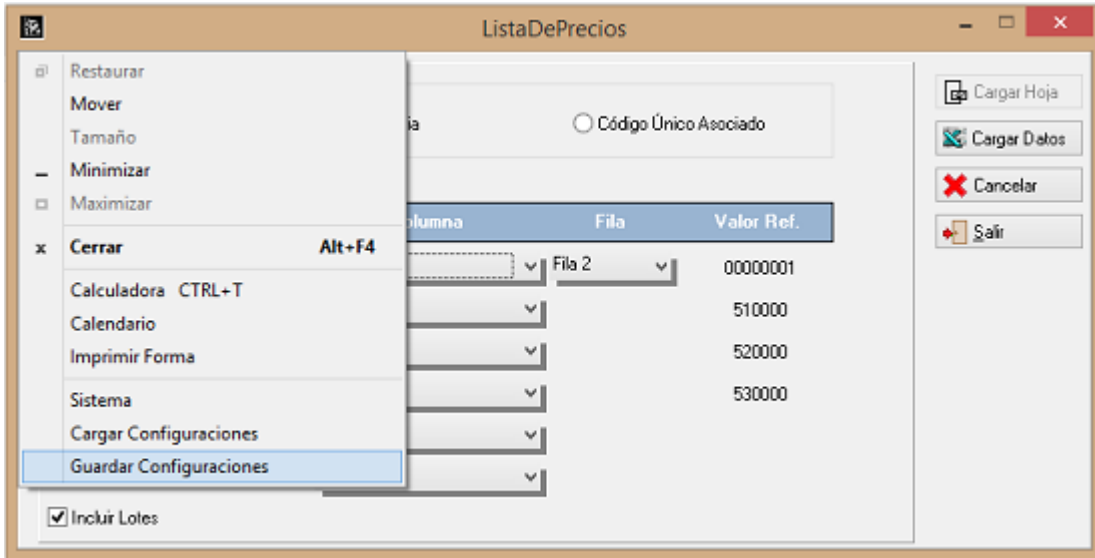 ListaDePrecios
Restaurar
Mover
Tamaño
Minimizar
Maximizar
Cerrar Alt+F4
Calculadora CTRL+T
Calendario
Imprimir Forma
Sistema
Cargar Configuraciones
Guardar Configuraciones
Código Único Asociado
Fila Valor Ref.
Fila 2 00000001
510000
520000
530000
Incluir Lotes
Cargar Hoja
Cargar Datos
Cancelar
Salir